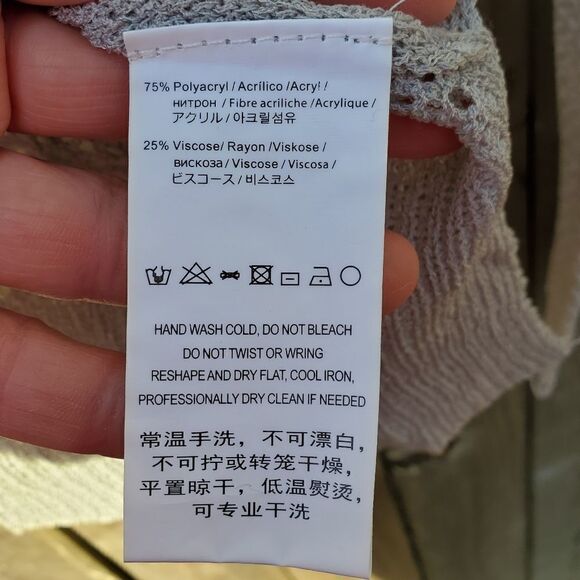 75% Polyacryl / Acrílico / Acryl /
нитрон / Fibre acriliche / Acrylique /
アクリル / 아크릴섬유
25% Viscose/ Rayon / Viskose /
вискоза / Viscose / Viscosa /
ビスコース / 비스코스
HAND WASH COLD, DO NOT BLEACH
DO NOT TWIST OR WRING
RESHAPE AND DRY FLAT, COOL IRON,
PROFESSIONALLY DRY CLEAN IF NEEDED
常温手洗，不可漂白，
不可拧或转笼干燥，
平置晾干，低温熨烫，
可专业干洗